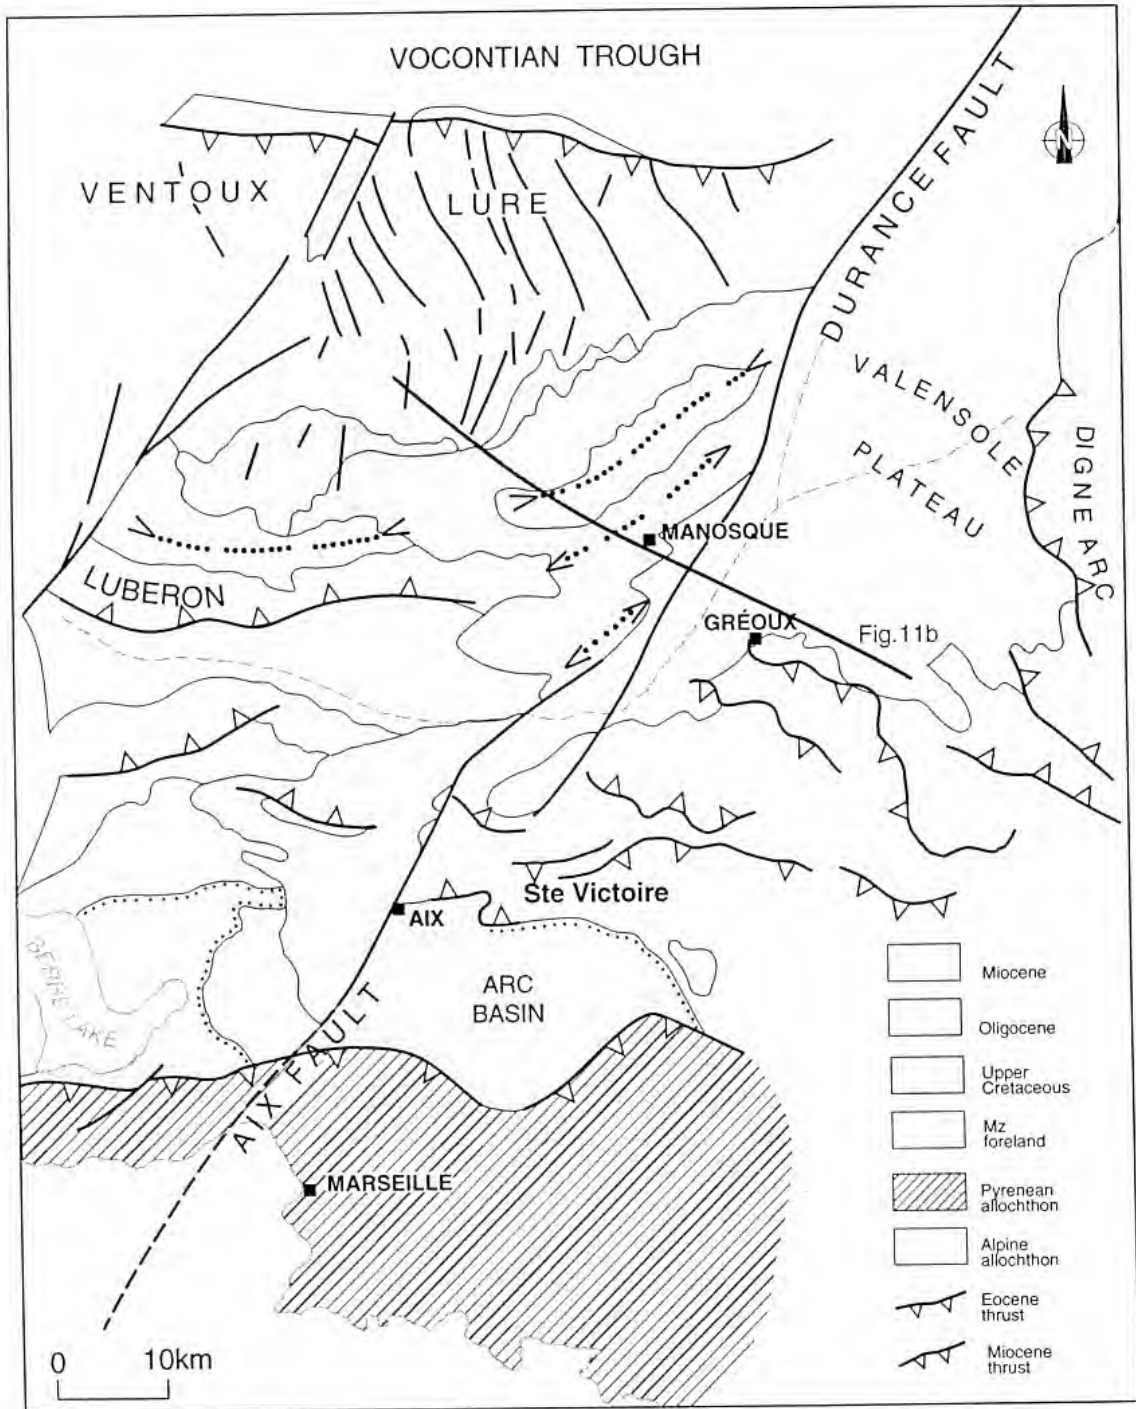 VOCONTIAN TROUGH
DURANCE FAULT
N
VENTOUX
LURE
VALENSOLE
PLATEAU
DIGNE ARC
MANOSQUE
LUBERON
GRÉOUX
Fig.11b
Ste Victoire
AIX
BERRE LAKE
ARC
BASIN
AIX FAULT
MARSEILLE
Miocene
Oligocene
Upper
Cretaceous
Mz
foreland
Pyrenean
allochthon
Alpine
allochthon
Eocene
thrust
Miocene
thrust
0 10km